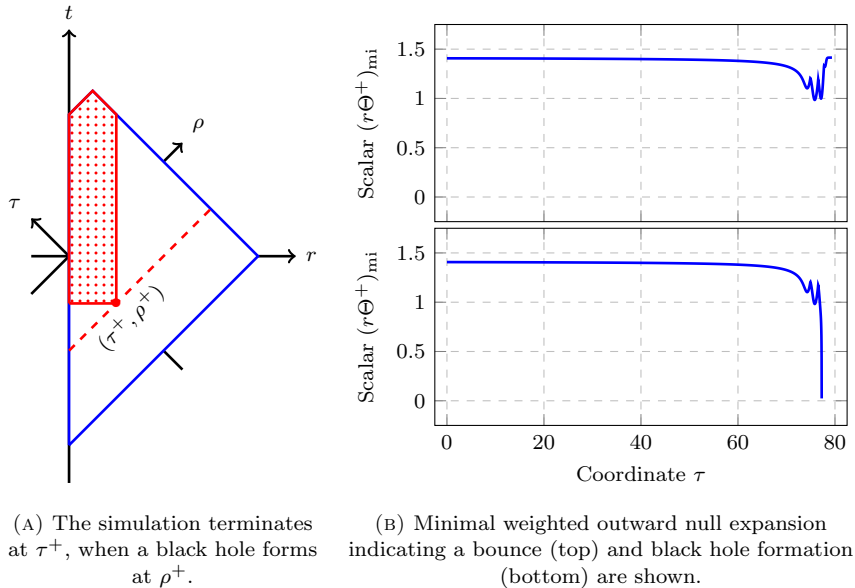 t
ρ
τ
r
(τ⁺, ρ⁺)
(A) The simulation terminates
at τ⁺, when a black hole forms
at ρ⁺.
1.5
1
0.5
0
Scalar (rΘ⁺)mi
1.5
1
0.5
0
Scalar (rΘ⁺)mi
0 20 40 60 80
Coordinate τ
(B) Minimal weighted outward null expansion
indicating a bounce (top) and black hole formation
(bottom) are shown.